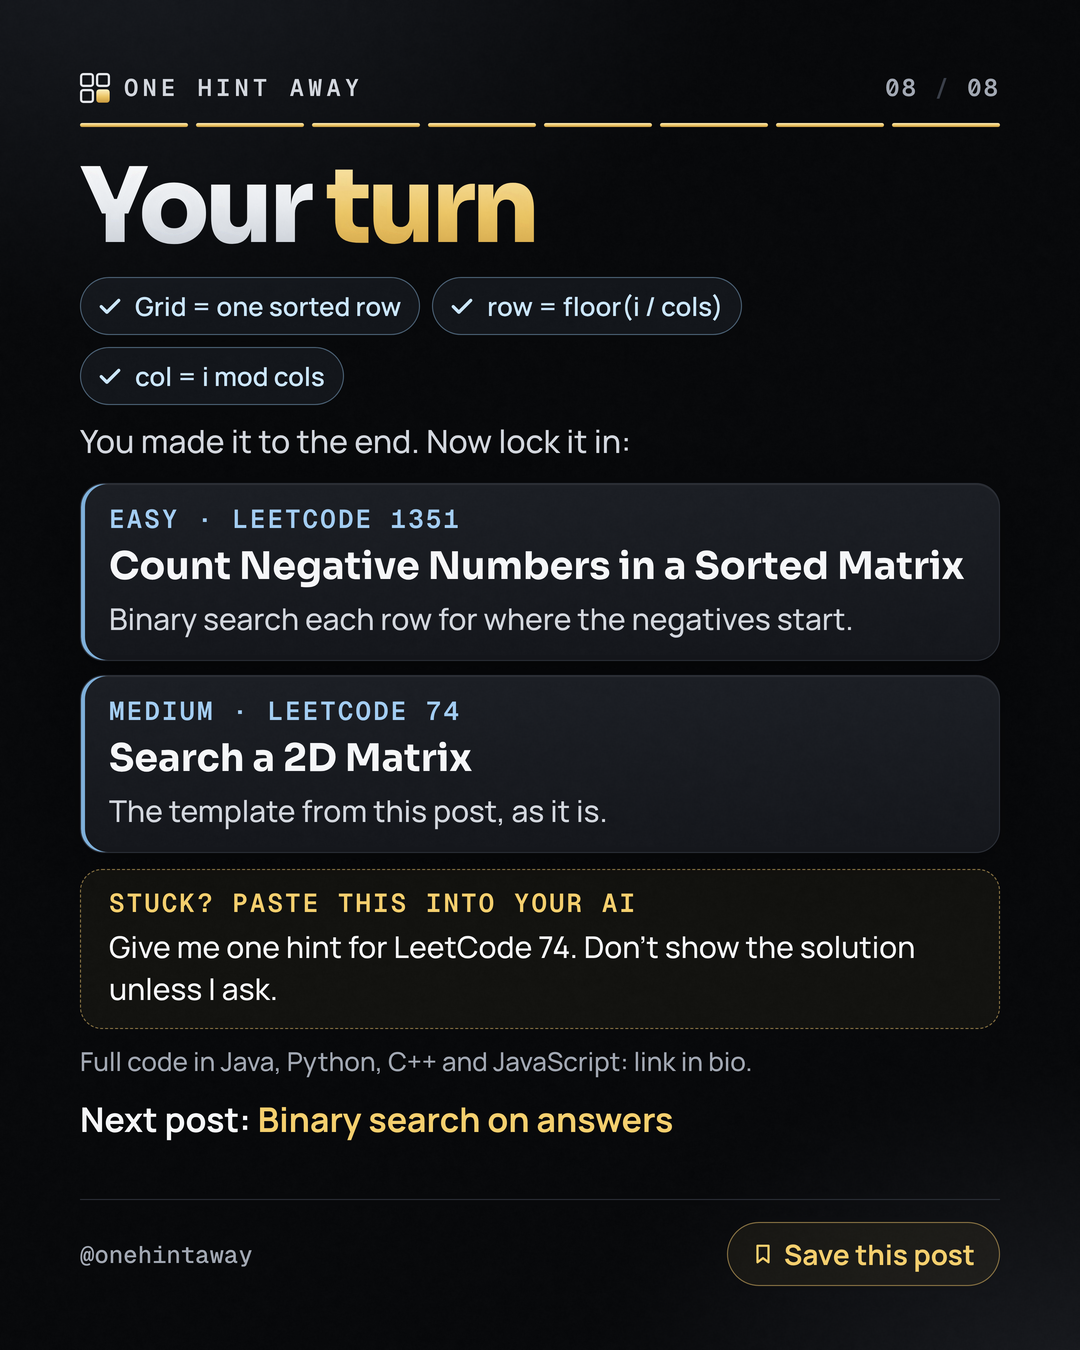 ONE HINT AWAY
08 / 08
Your turn
✓ Grid = one sorted row
✓ row = floor(i / cols)
✓ col = i mod cols
You made it to the end. Now lock it in:
EASY · LEETCODE 1351
Count Negative Numbers in a Sorted Matrix
Binary search each row for where the negatives start.
MEDIUM · LEETCODE 74
Search a 2D Matrix
The template from this post, as it is.
STUCK? PASTE THIS INTO YOUR AI
Give me one hint for LeetCode 74. Don’t show the solution
unless I ask.
Full code in Java, Python, C++ and JavaScript: link in bio.
Next post: Binary search on answers
@onehintaway
Save this post